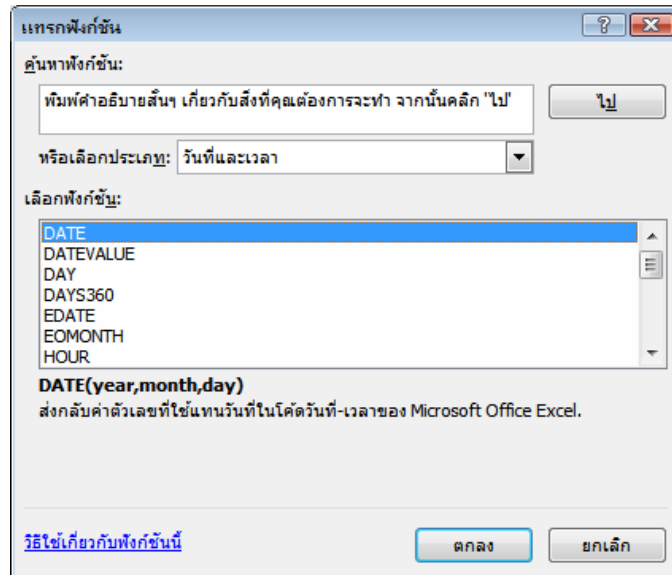 แทรกฟังก์ชัน
ค้นหาฟังก์ชัน:
พิมพ์คำอธิบายสั้นๆ เกี่ยวกับสิ่งที่คุณต้องการจะทำ จากนั้นคลิก "ไป"
ไป
หรือเลือกประเภท: วันที่และเวลา
เลือกฟังก์ชัน:
DATE
DATEVALUE
DAY
DAYS360
EDATE
EOMONTH
HOUR
DATE(year,month,day)
ส่งกลับค่าตัวเลขที่ใช้แทนวันที่ในโค้ดวันที่-เวลาของ Microsoft Office Excel.
วิธีใช้เกี่ยวกับฟังก์ชันนี้
ตกลง
ยกเลิก